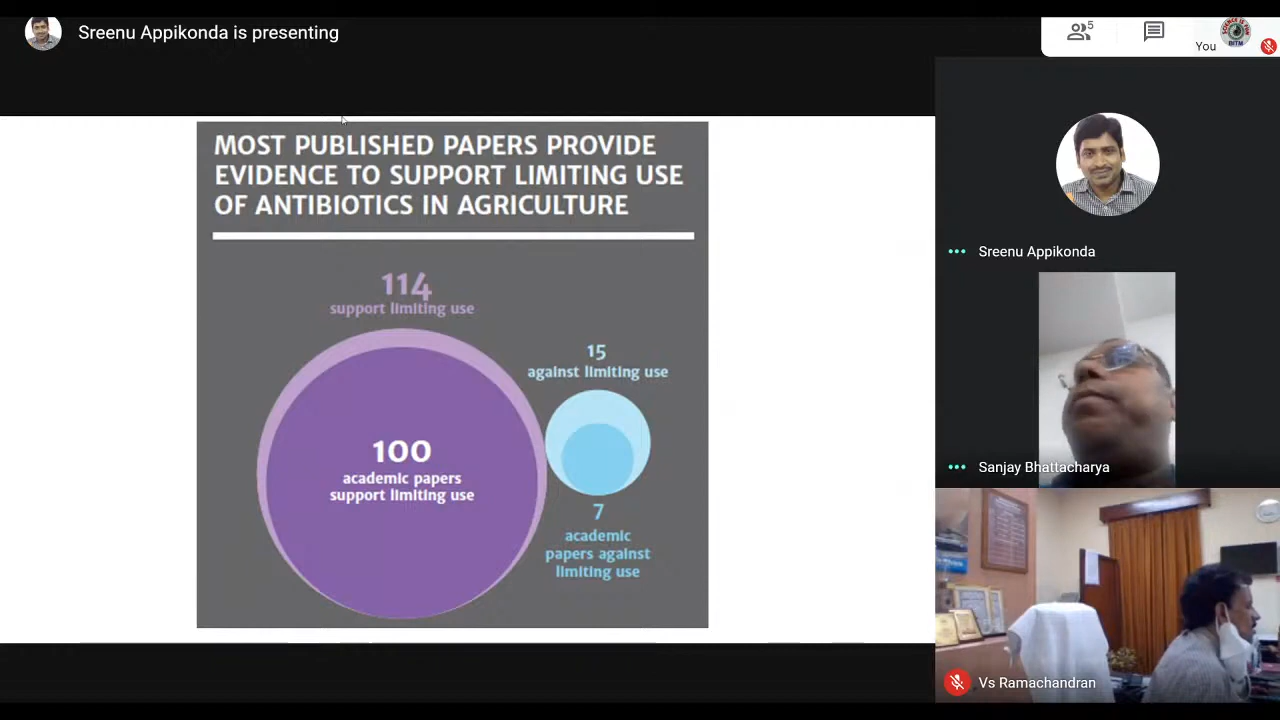 Sreenu Appikonda is presenting
5
You
MOST PUBLISHED PAPERS PROVIDE
EVIDENCE TO SUPPORT LIMITING USE
OF ANTIBIOTICS IN AGRICULTURE
114
support limiting use
15
against limiting use
100
academic papers
support limiting use
7
academic
papers against
limiting use
Sreenu Appikonda
Sanjay Bhattacharya
Vs Ramachandran